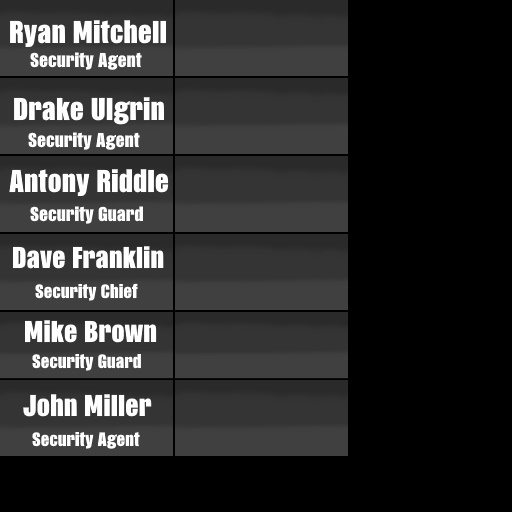 Ryan Mitchell
Security Agent
Drake Ulgrin
Security Agent
Antony Riddle
Security Guard
Dave Franklin
Security Chief
Mike Brown
Security Guard
John Miller
Security Agent